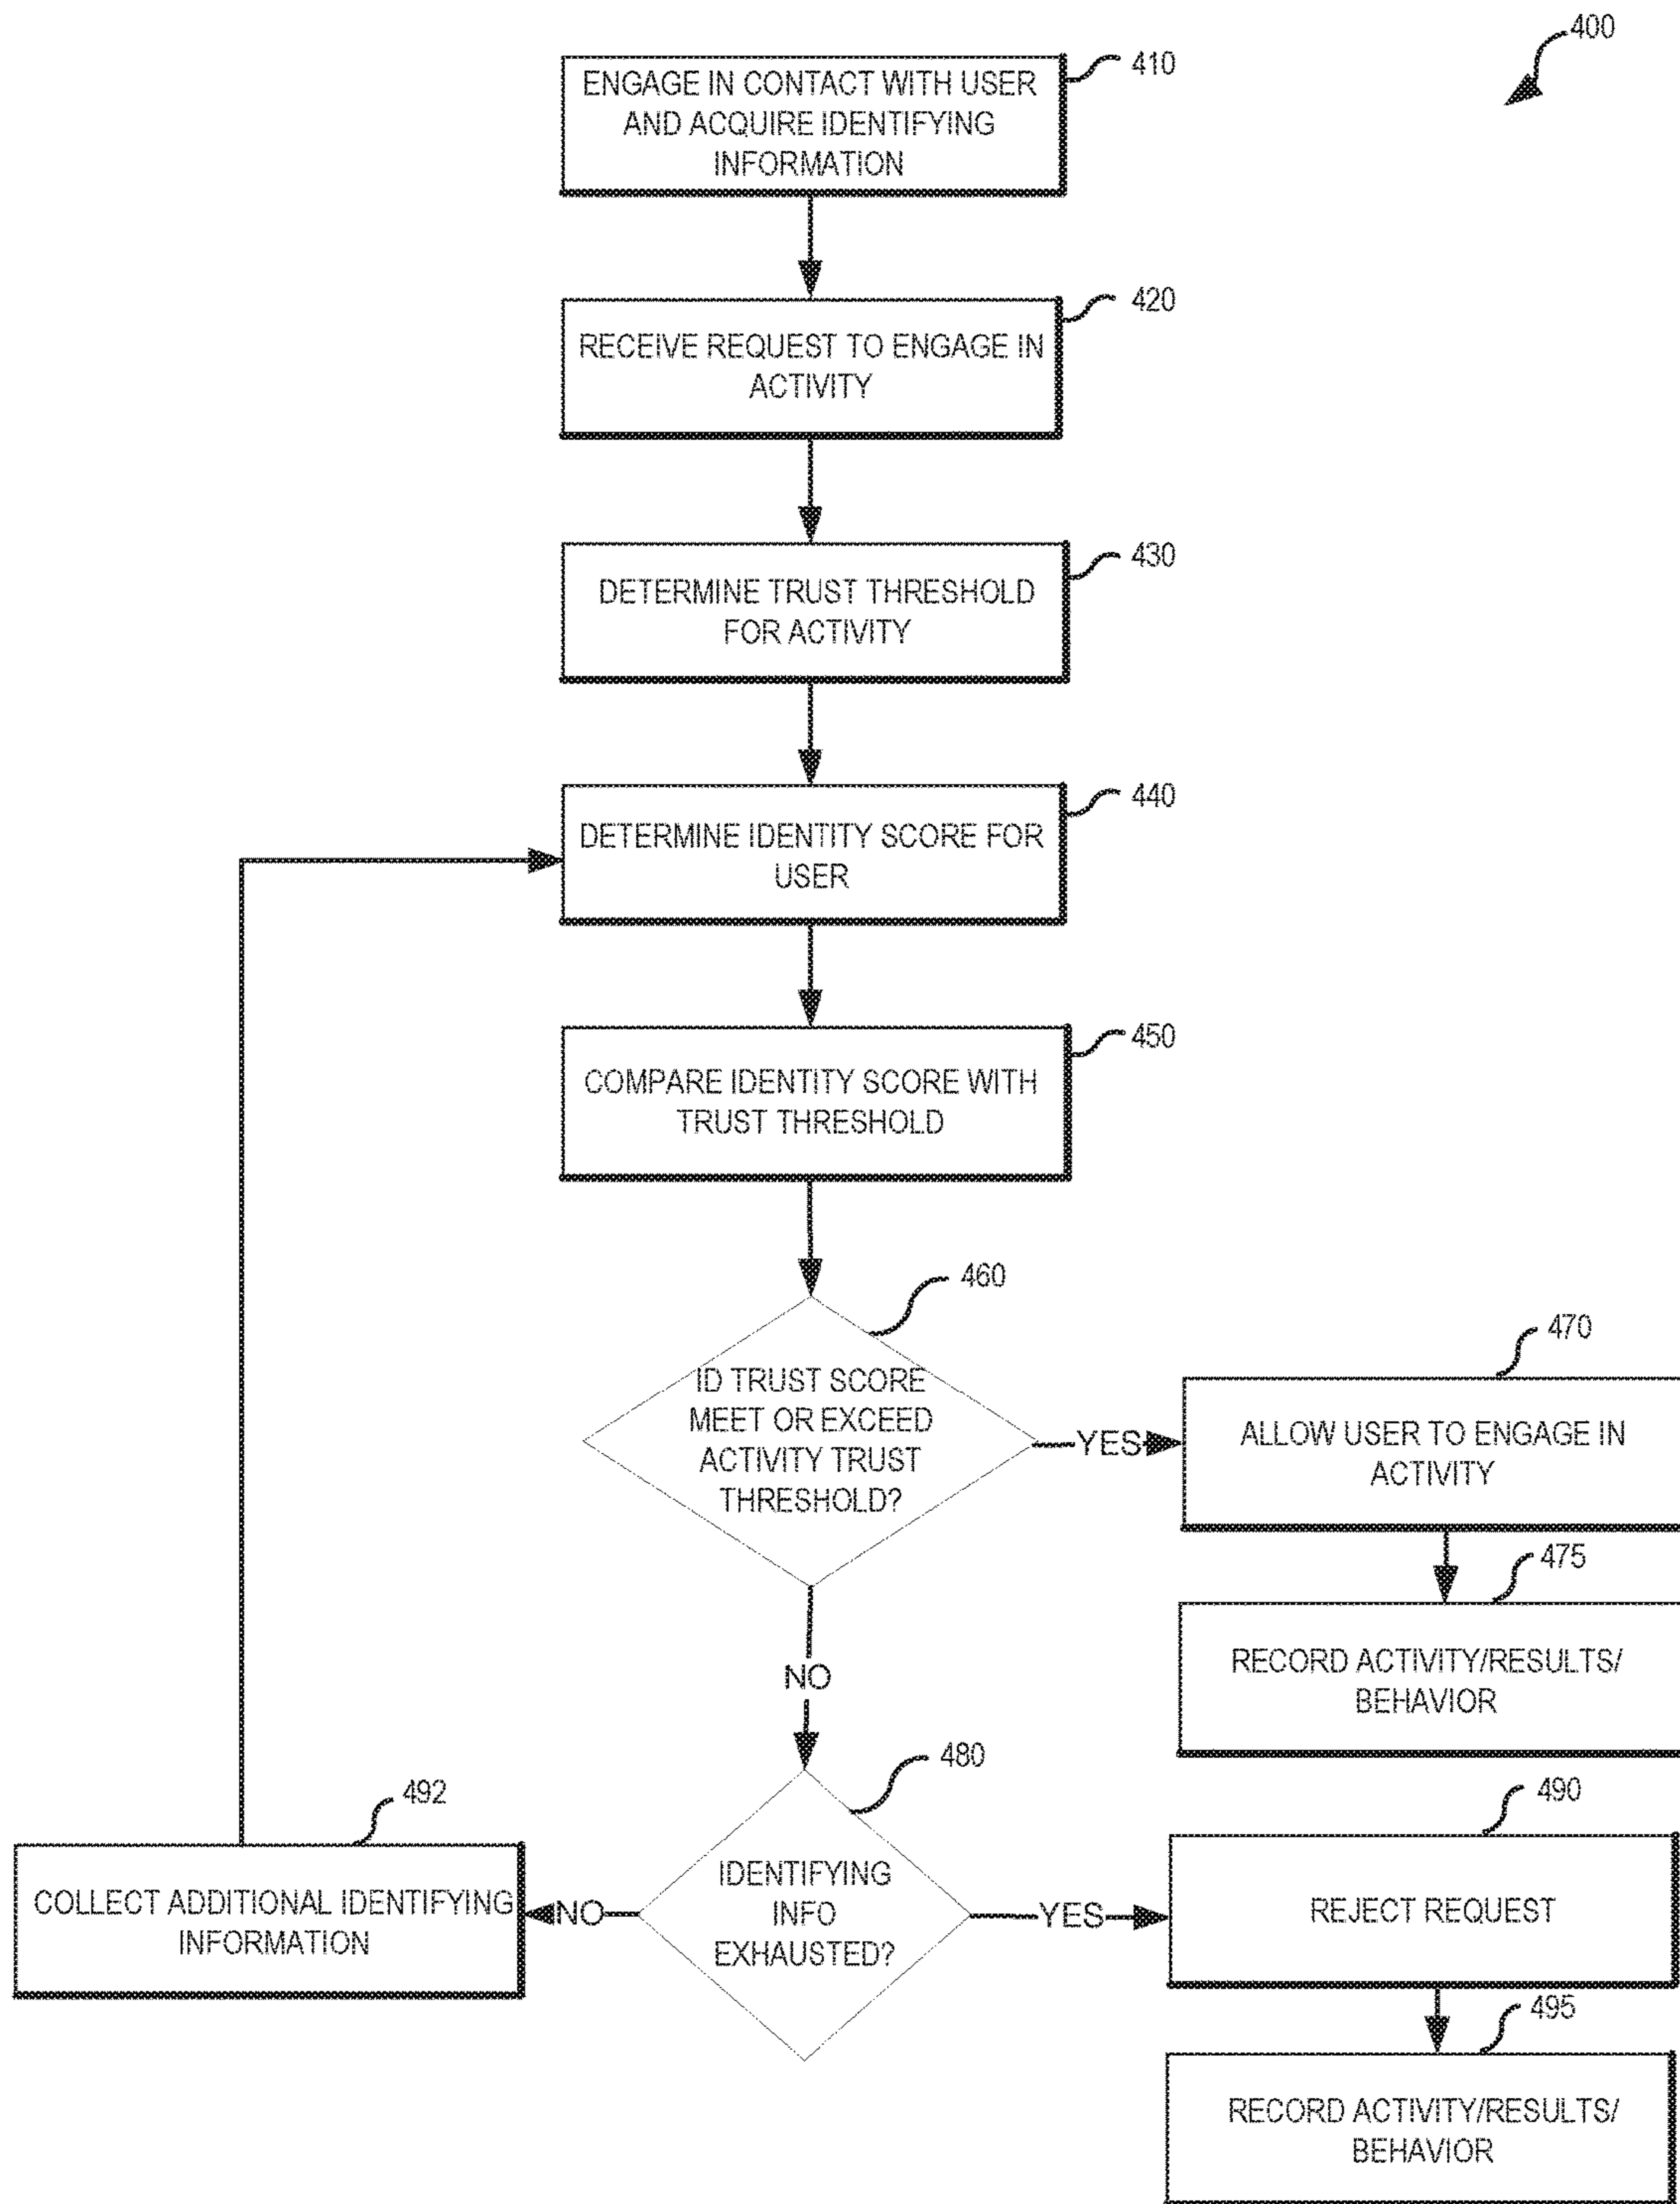 400
410
ENGAGE IN CONTACT WITH USER
AND ACQUIRE IDENTIFYING
INFORMATION
420
RECEIVE REQUEST TO ENGAGE IN
ACTIVITY
430
DETERMINE TRUST THRESHOLD
FOR ACTIVITY
440
DETERMINE IDENTITY SCORE FOR
USER
450
COMPARE IDENTITY SCORE WITH
TRUST THRESHOLD
460
ID TRUST SCORE
MEET OR EXCEED
ACTIVITY TRUST
THRESHOLD?
YES
470
ALLOW USER TO ENGAGE IN
ACTIVITY
475
RECORD ACTIVITY/RESULTS/
BEHAVIOR
NO
480
IDENTIFYING
INFO
EXHAUSTED?
NO
492
COLLECT ADDITIONAL IDENTIFYING
INFORMATION
YES
490
REJECT REQUEST
495
RECORD ACTIVITY/RESULTS/
BEHAVIOR